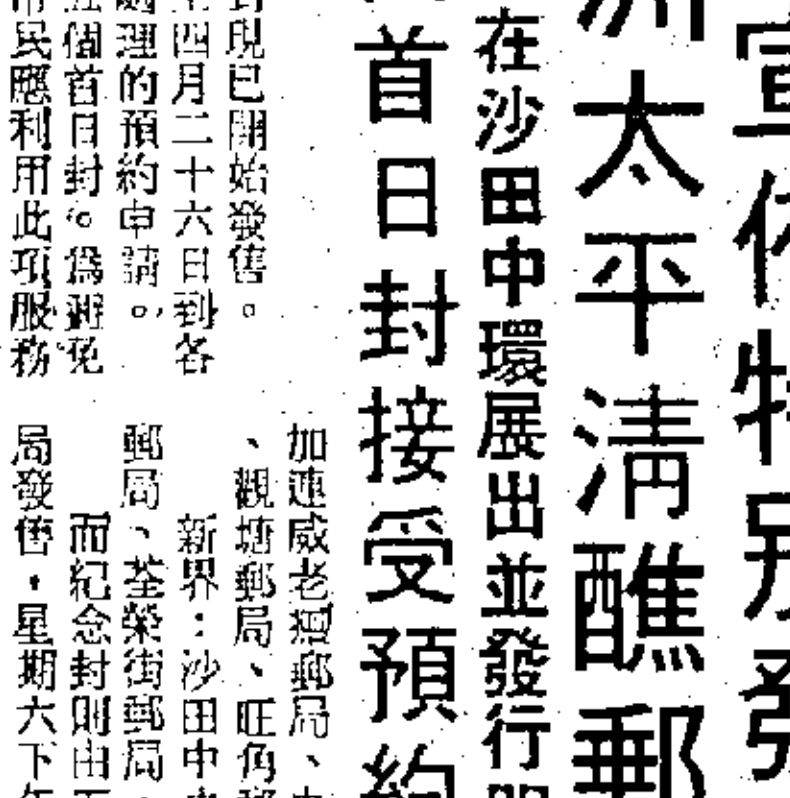 宣佈特別發
洲太平清醮郵
在沙田中環展出並發行
首日封接受預約
現已開始發售。
四月二十六日到各
處理的預約申請。
個首日封。為避免
市民應利用此項服務
加連威老道郵局、
、觀塘郵局、旺角郵
新界：沙田中
郵局、荃榮街郵局
而紀念封則由
局發售，星期六下午